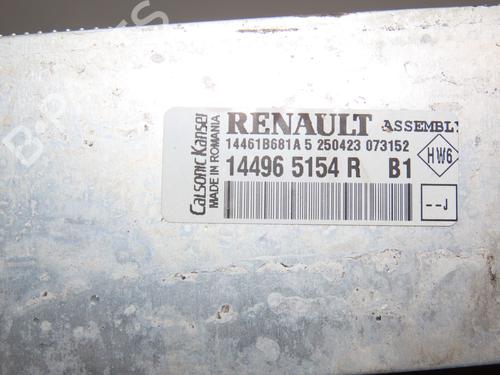 Calsonic Kansei
MADE IN ROMANIA
RENAULT ASSEMBLY
14461B681A 5 250423 073152
14496 5154 R B1
HW6
--J